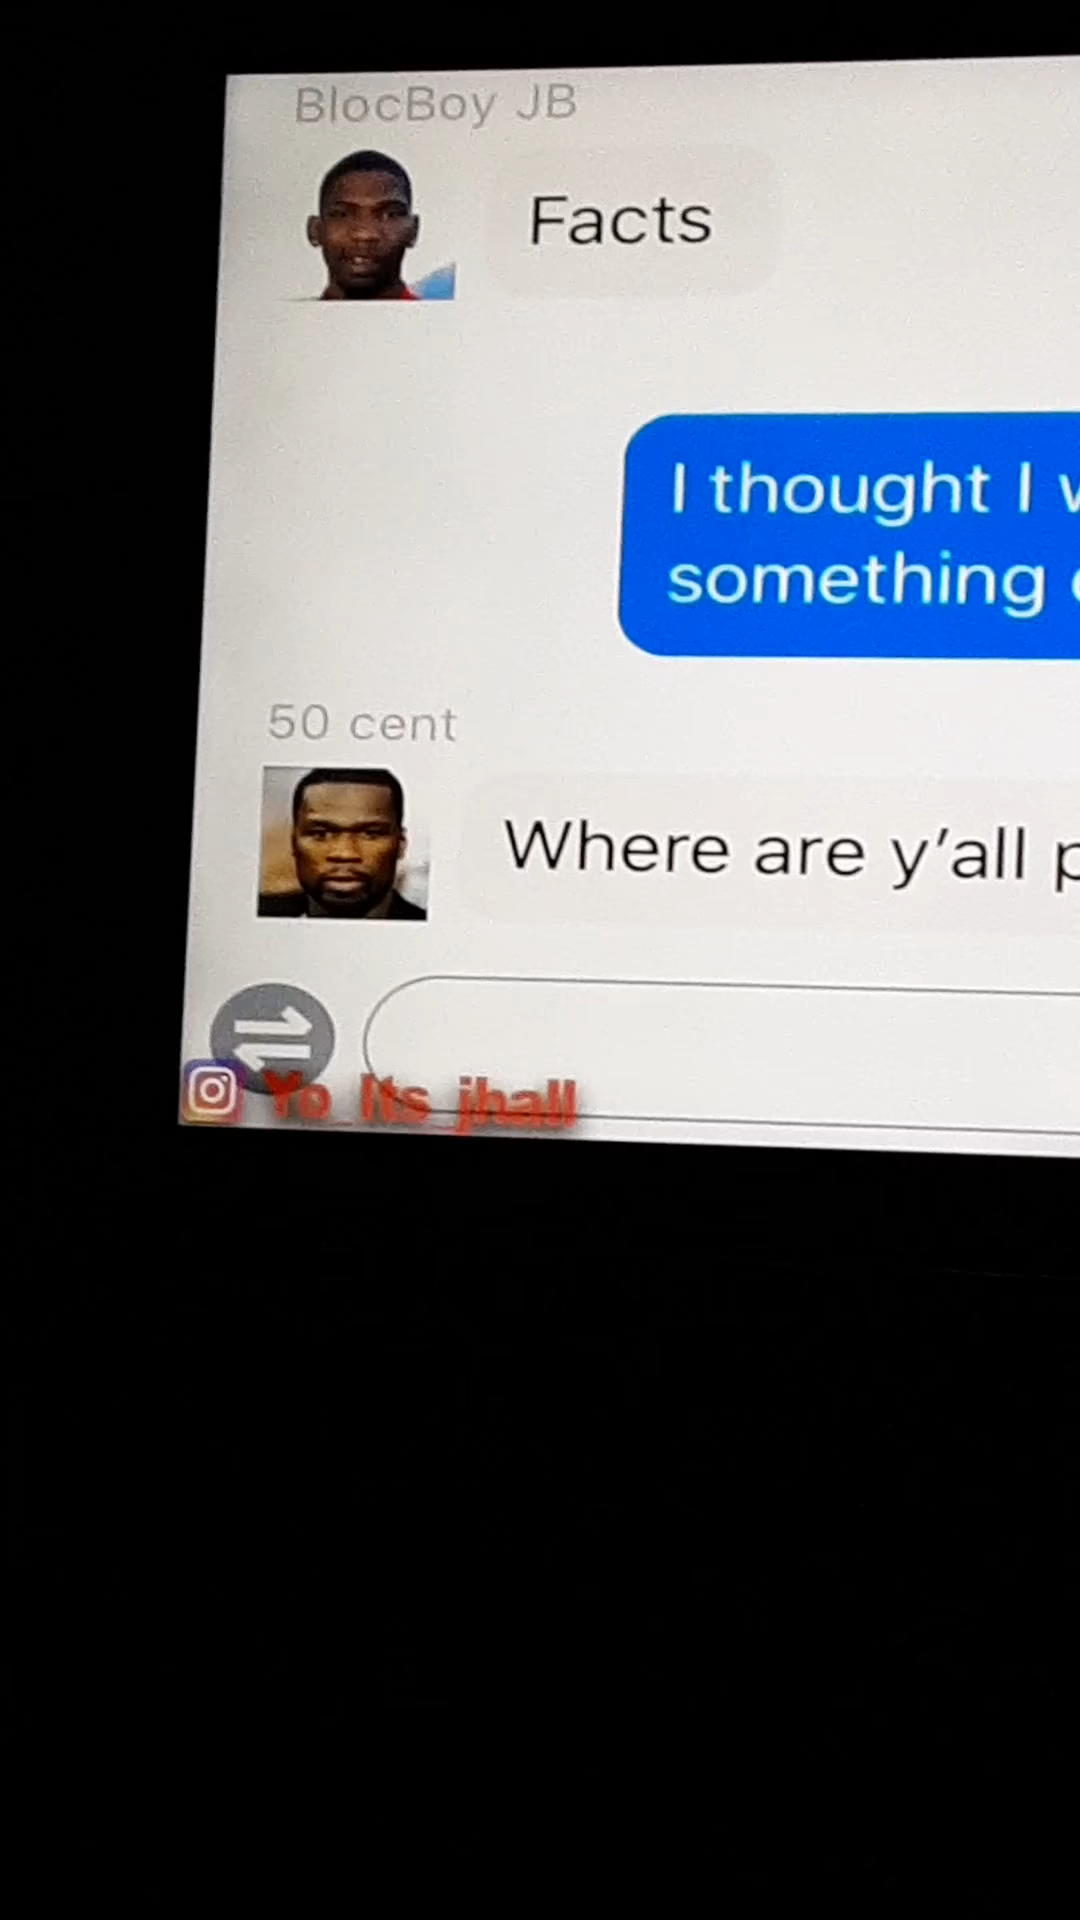 BlocBoy JB
Facts
I thought I
something
50 cent
Where are y’all
Yo_Its_jhall